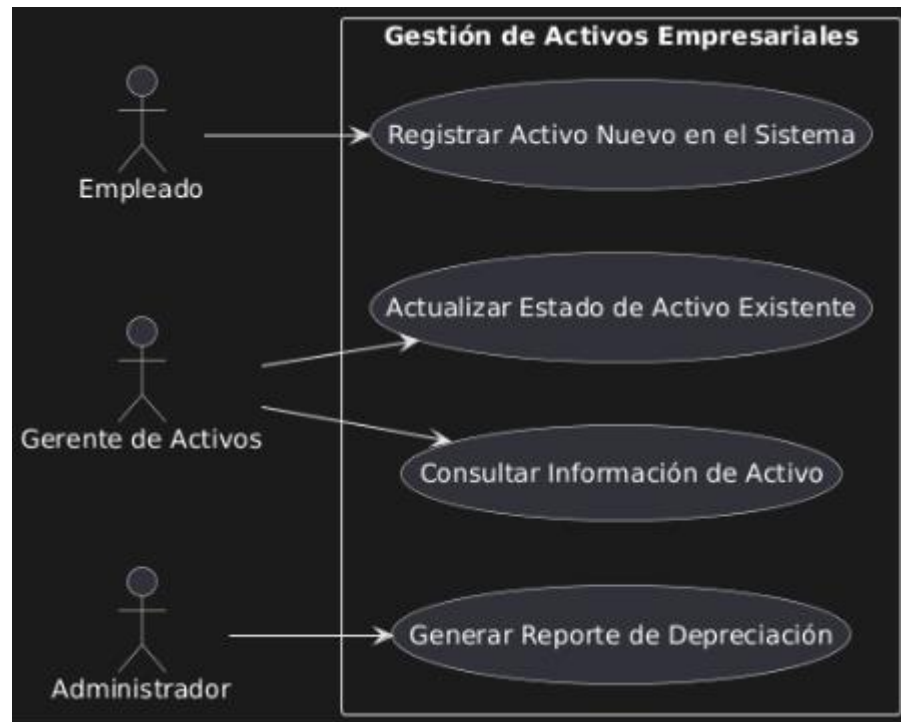 Gestión de Activos Empresariales
Registrar Activo Nuevo en el Sistema
Empleado
Actualizar Estado de Activo Existente
Gerente de Activos
Consultar Información de Activo
Generar Reporte de Depreciación
Administrador